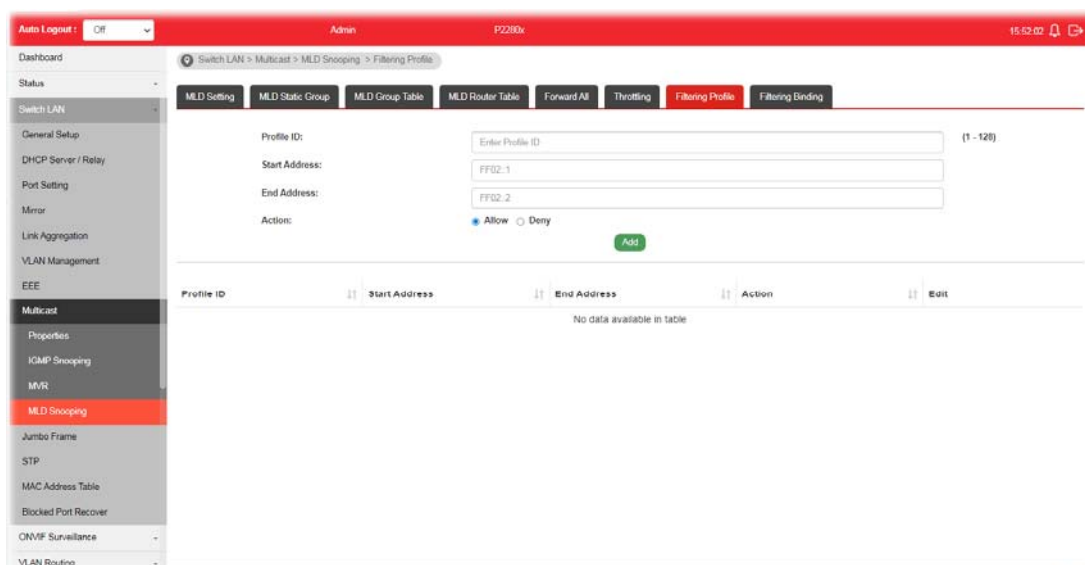 Auto Logout : Off Admin P2280x 15:52:02
Dashboard
Status
Switch LAN
General Setup
DHCP Server / Relay
Port Setting
Mirror
Link Aggregation
VLAN Management
EEE
Multicast
Properties
IGMP Snooping
MVR
MLD Snooping
Jumbo Frame
STP
MAC Address Table
Blocked Port Recover
ONVIF Surveillance
VLAN Routing
Switch LAN > Multicast > MLD Snooping > Filtering Profile
MLD Setting MLD Static Group MLD Group Table MLD Router Table Forward All Throttling Filtering Profile Filtering Binding
Profile ID: Enter Profile ID (1 - 128)
Start Address: FF02::1
End Address: FF02::2
Action: Allow Deny
Add
Profile ID Start Address End Address Action Edit
No data available in table